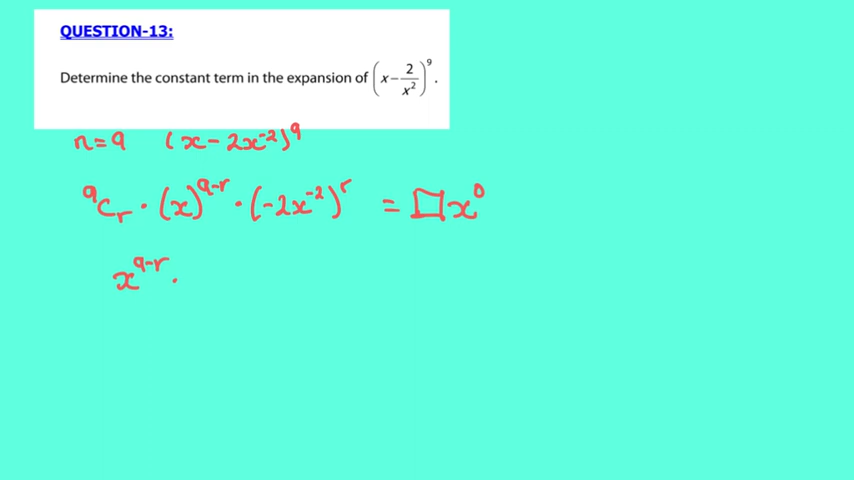 QUESTION-13:
Determine the constant term in the expansion of (x - 2/x²)⁹.
n=9 (x - 2x⁻²)⁹
⁹Cᵣ · (x)⁹⁻ʳ · (-2x⁻²)ʳ = □x⁰
x⁹⁻ʳ ·